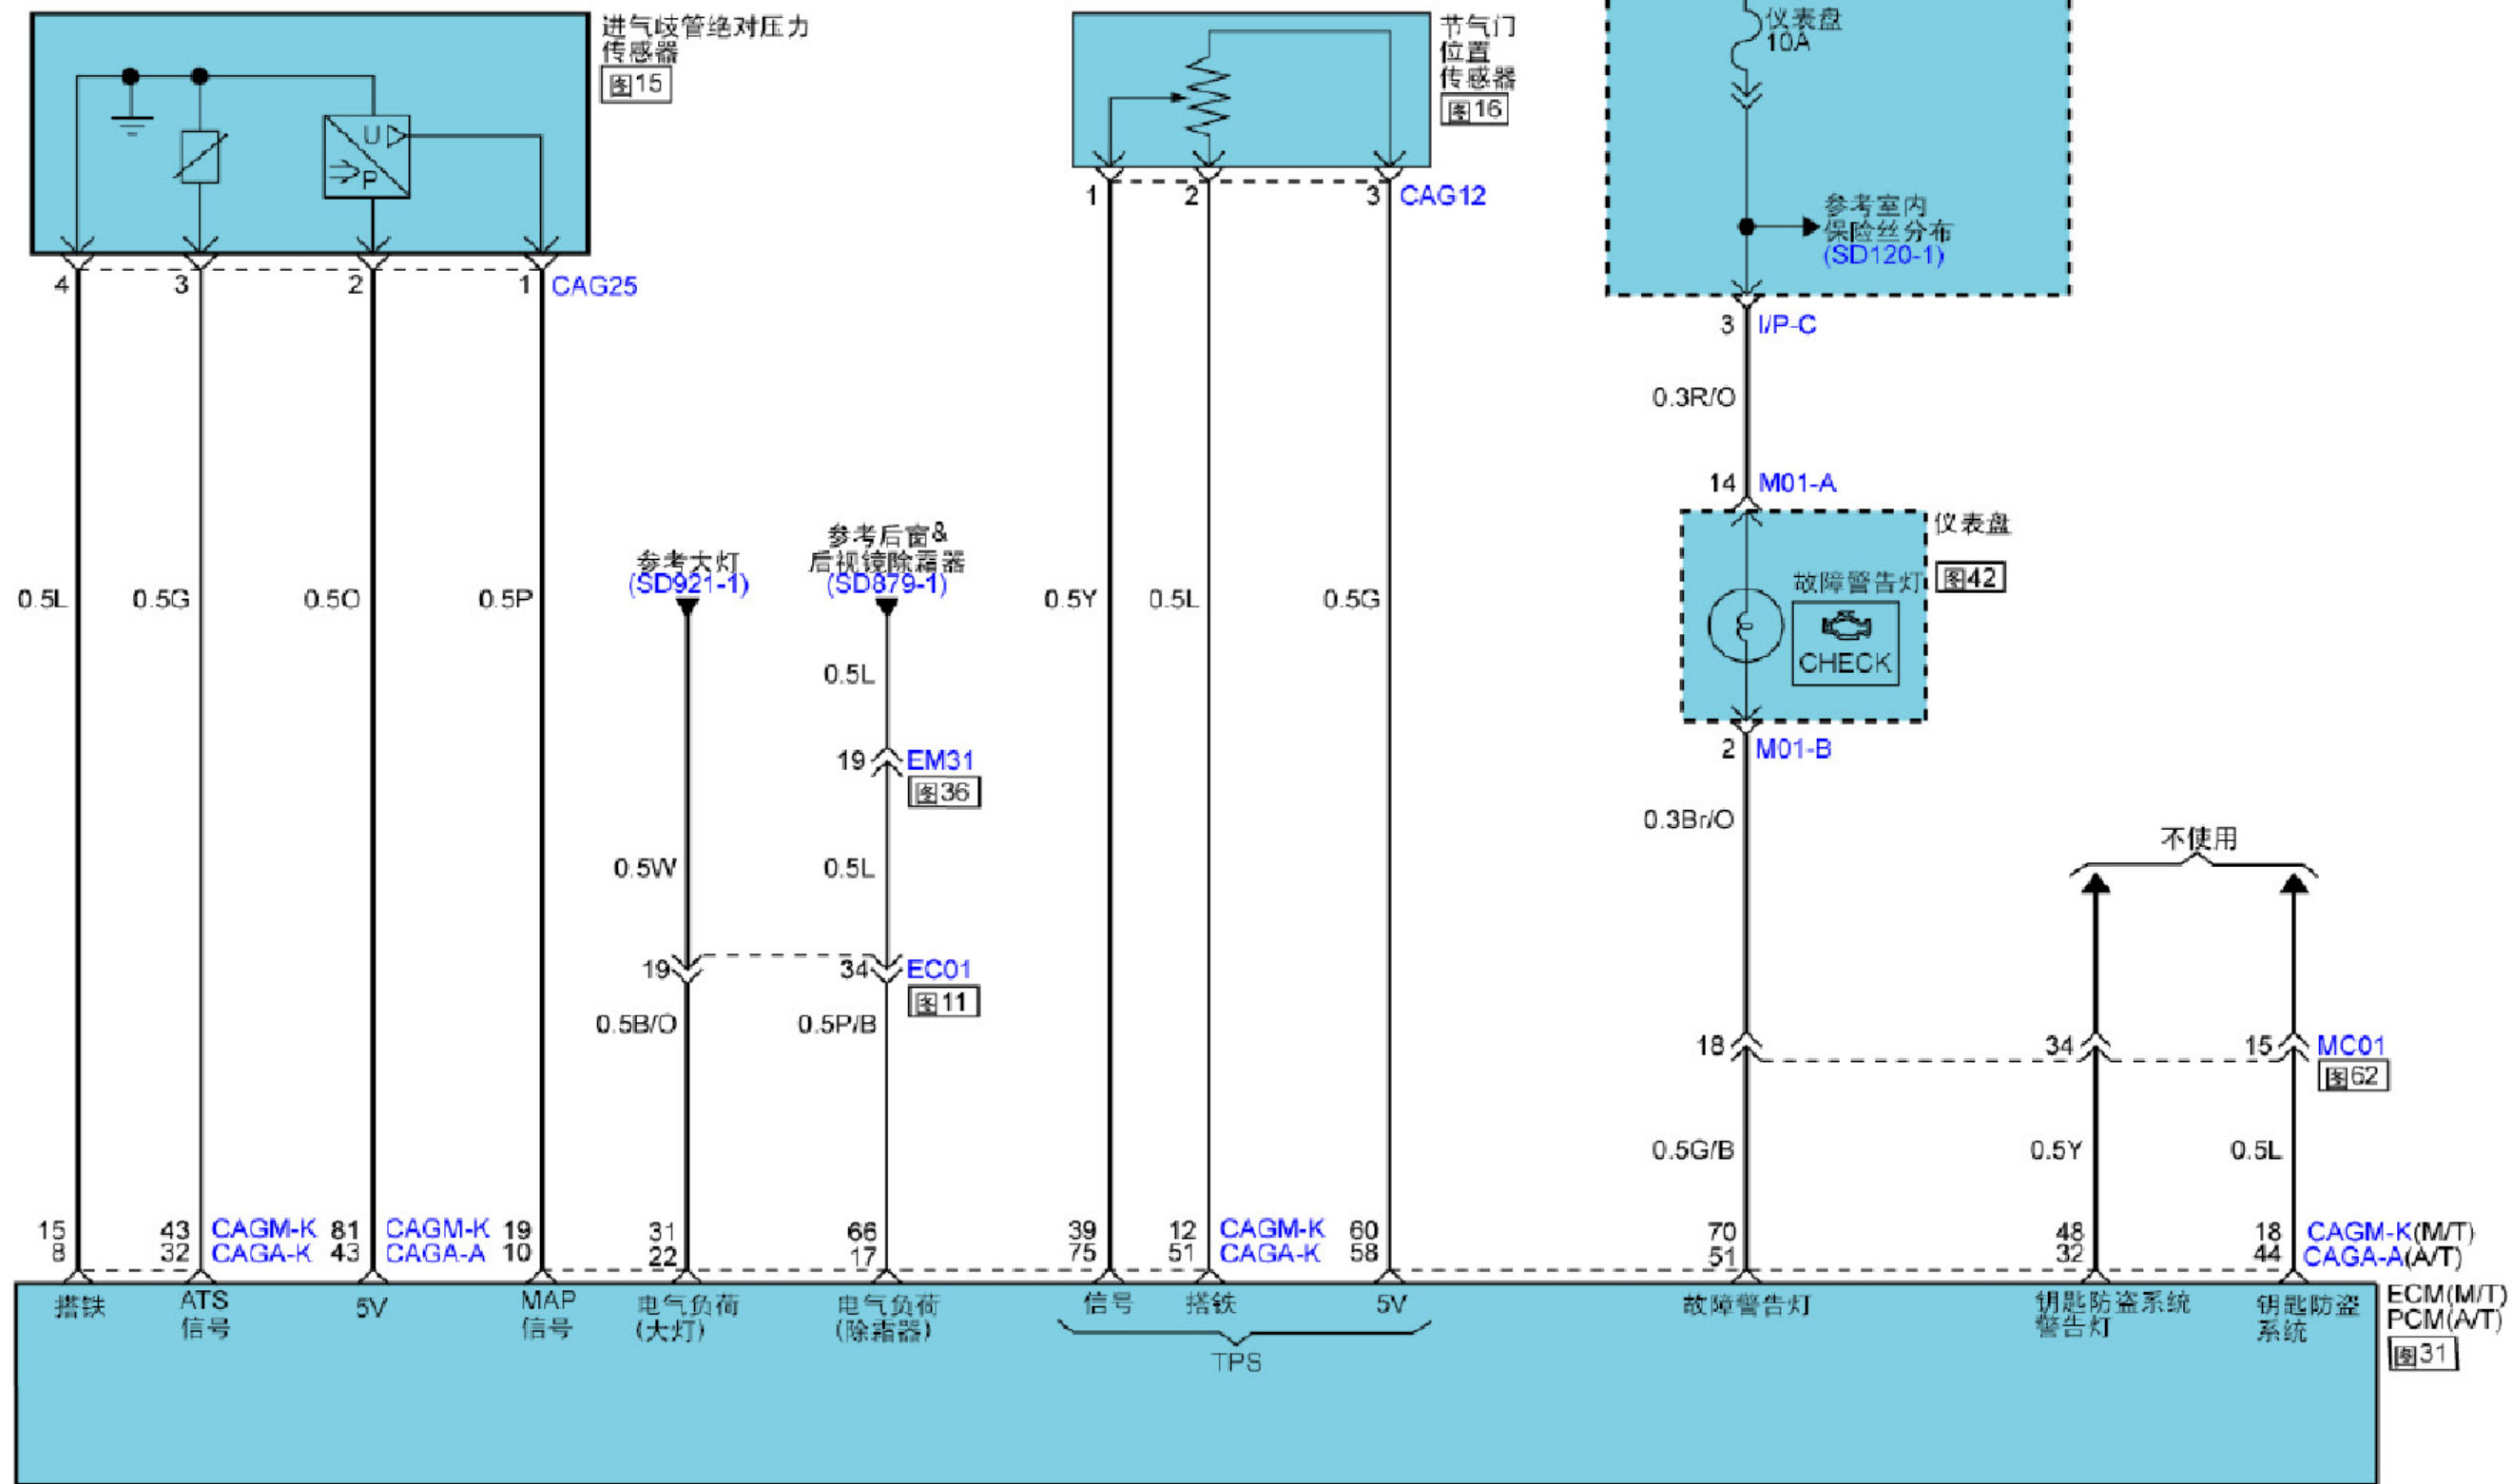 进气歧管绝对压力
传感器
图15
节气门
位置
传感器
图16
仪表盘
10A
U
P
1 2 3 CAG12
参考室内
保险丝分布
(SD120-1)
4 3 2 1 CAG25
3 I/P-C
0.3R/O
14 M01-A
仪表盘
图42
故障警告灯
CHECK
参考大灯
(SD921-1)
参考后窗&
后视镜除霜器
(SD879-1)
0.5L 0.5G 0.5O 0.5P 0.5Y 0.5L 0.5G
0.5L
19 EM31
图36
2 M01-B
0.3Br/O
不使用
0.5W 0.5L
19 34 EC01
图11
0.5B/O 0.5P/B
18 34 15 MC01
图62
0.5G/B 0.5Y 0.5L
15 43 CAGM-K 81 CAGM-K 19 31 66 39 12 CAGM-K 60 70 48 18 CAGM-K(M/T)
8 32 CAGA-K 43 CAGA-A 10 22 17 75 51 CAGA-K 58 51 32 44 CAGA-A(A/T)
搭铁
ATS
信号
5V
MAP
信号
电气负荷
(大灯)
电气负荷
(除霜器)
信号 搭铁 5V
TPS
故障警告灯
钥匙防盗系统
警告灯
钥匙防盗
系统
ECM(M/T)
PCM(A/T)
图31